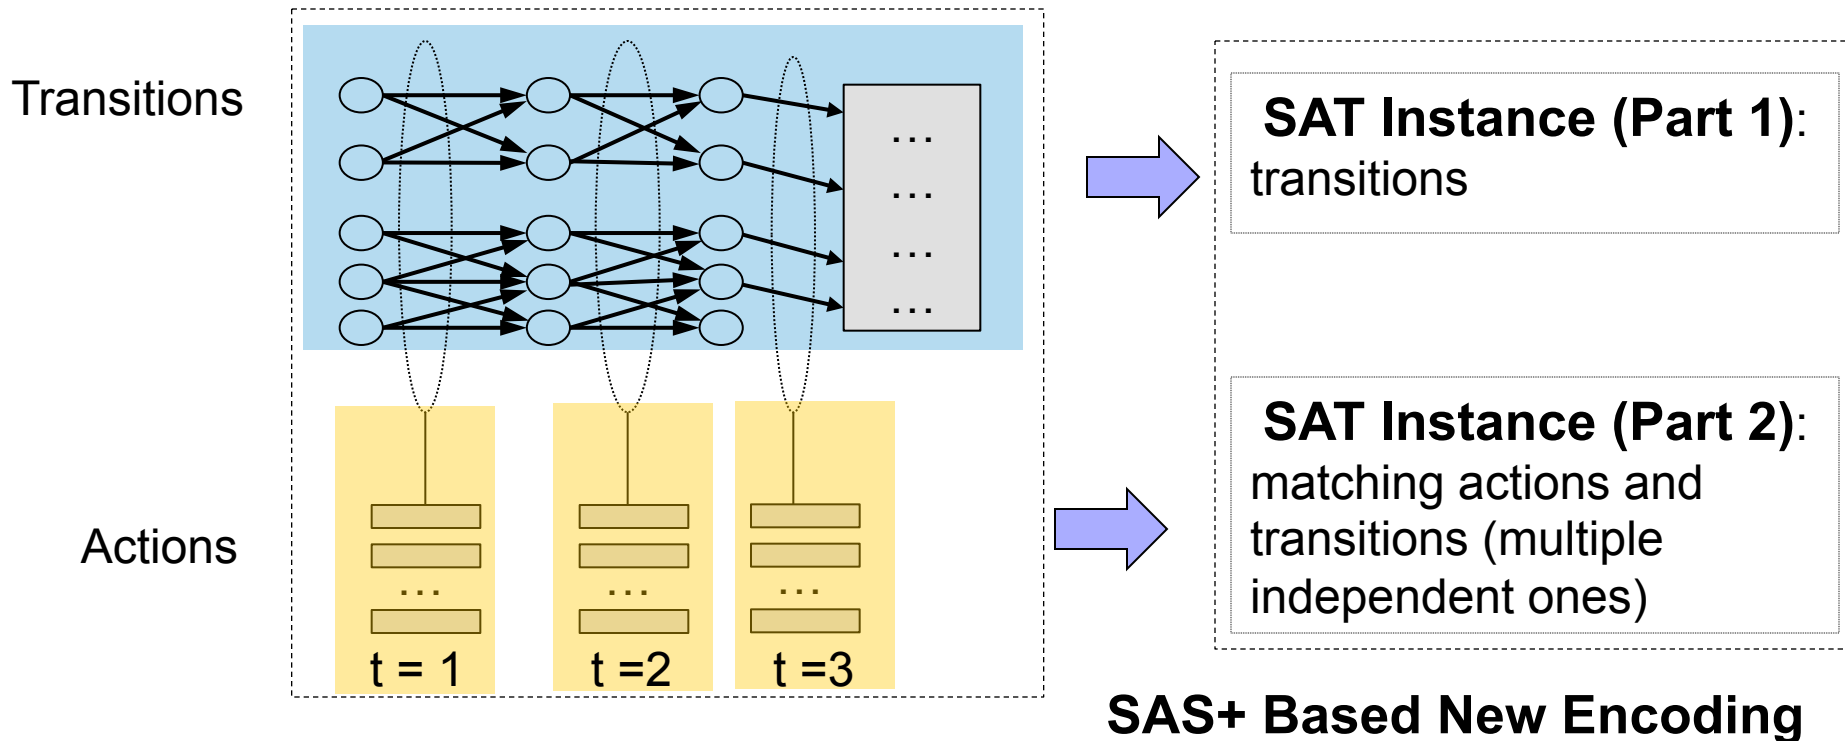 Transitions
...
...
...
...
SAT Instance (Part 1):
transitions
Actions
...
...
...
t = 1
t =2
t =3
SAT Instance (Part 2):
matching actions and
transitions (multiple
independent ones)
SAS+ Based New Encoding